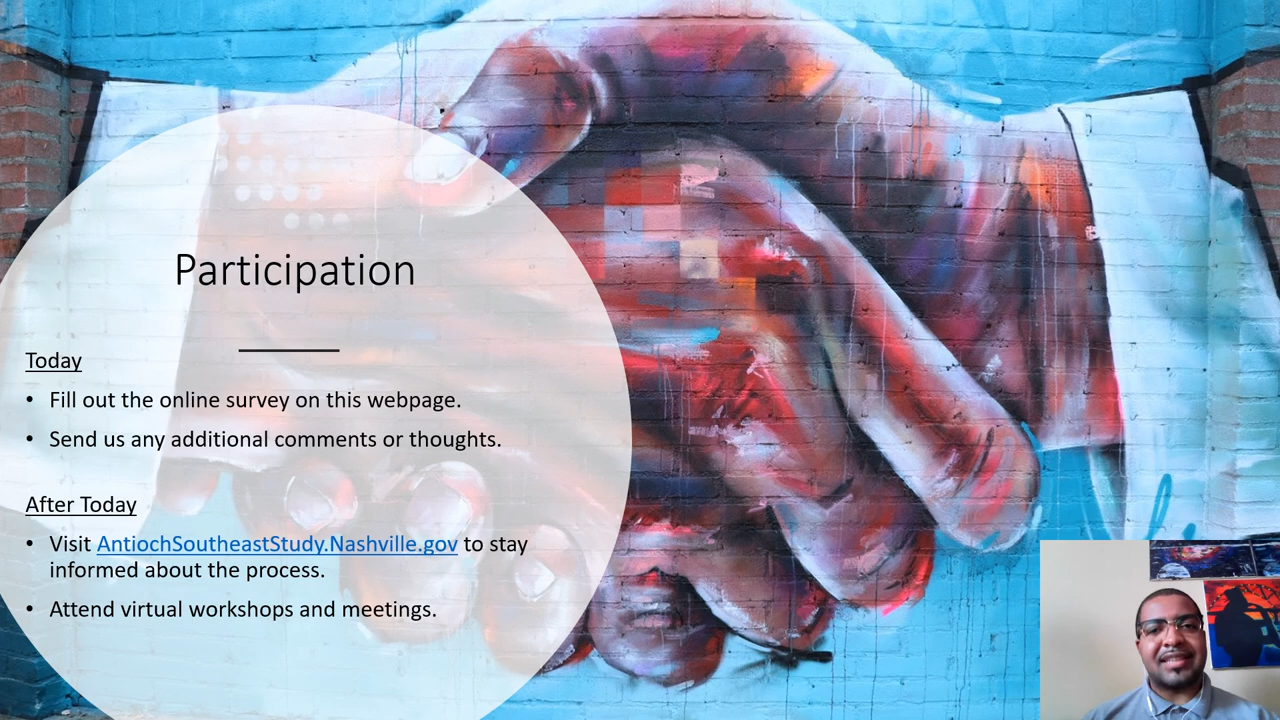 Participation
Today
• Fill out the online survey on this webpage.
• Send us any additional comments or thoughts.
After Today
• Visit AntiochSoutheastStudy.Nashville.gov to stay
informed about the process.
• Attend virtual workshops and meetings.